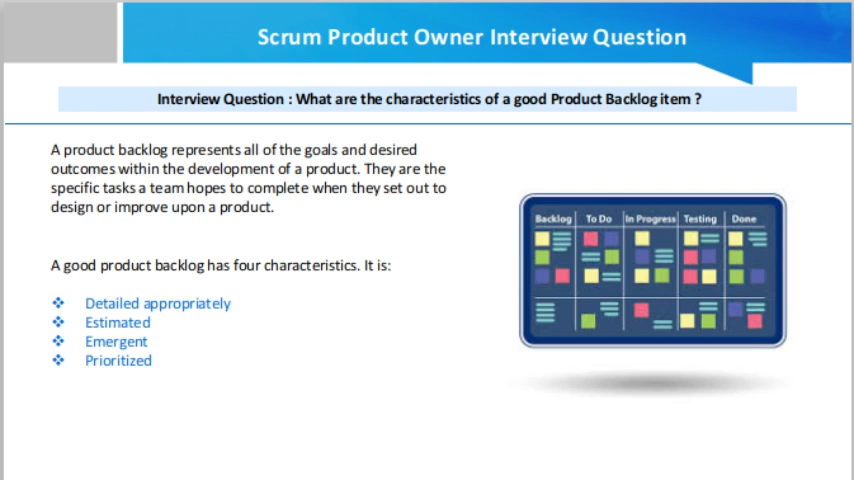 Scrum Product Owner Interview Question
Interview Question : What are the characteristics of a good Product Backlog item ?
A product backlog represents all of the goals and desired
outcomes within the development of a product. They are the
specific tasks a team hopes to complete when they set out to
design or improve upon a product.
A good product backlog has four characteristics. It is:
Detailed appropriately
Estimated
Emergent
Prioritized
Backlog To Do In Progress Testing Done